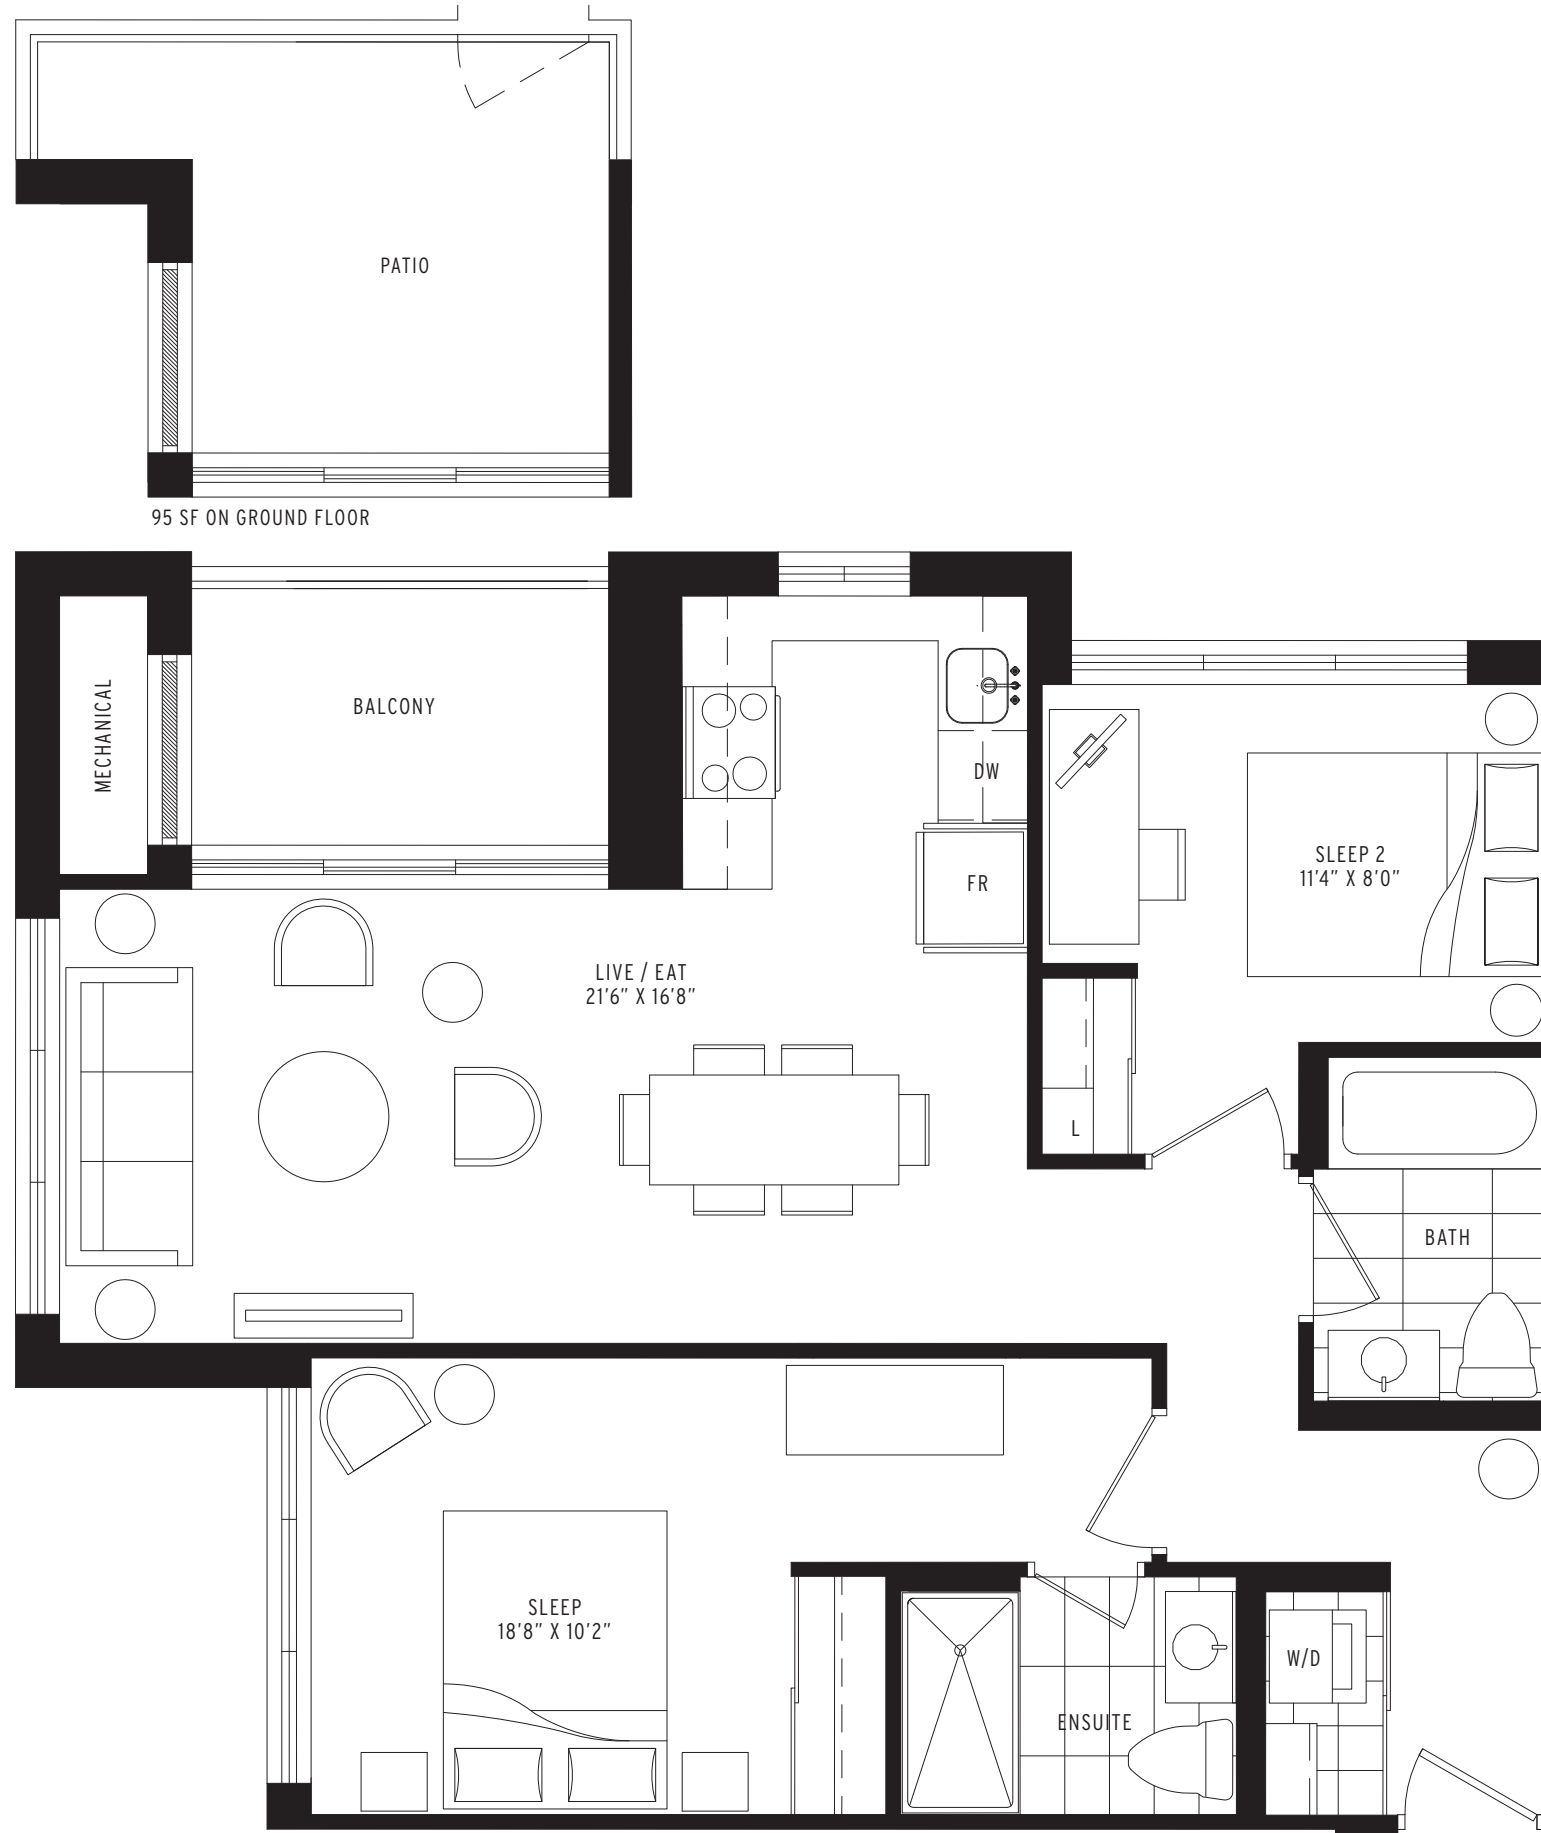 PATIO
95 SF ON GROUND FLOOR
MECHANICAL
BALCONY
DW
FR
SLEEP 2
11'4" X 8'0"
LIVE / EAT
21'6" X 16'8"
L
BATH
SLEEP
18'8" X 10'2"
ENSUITE
W/D